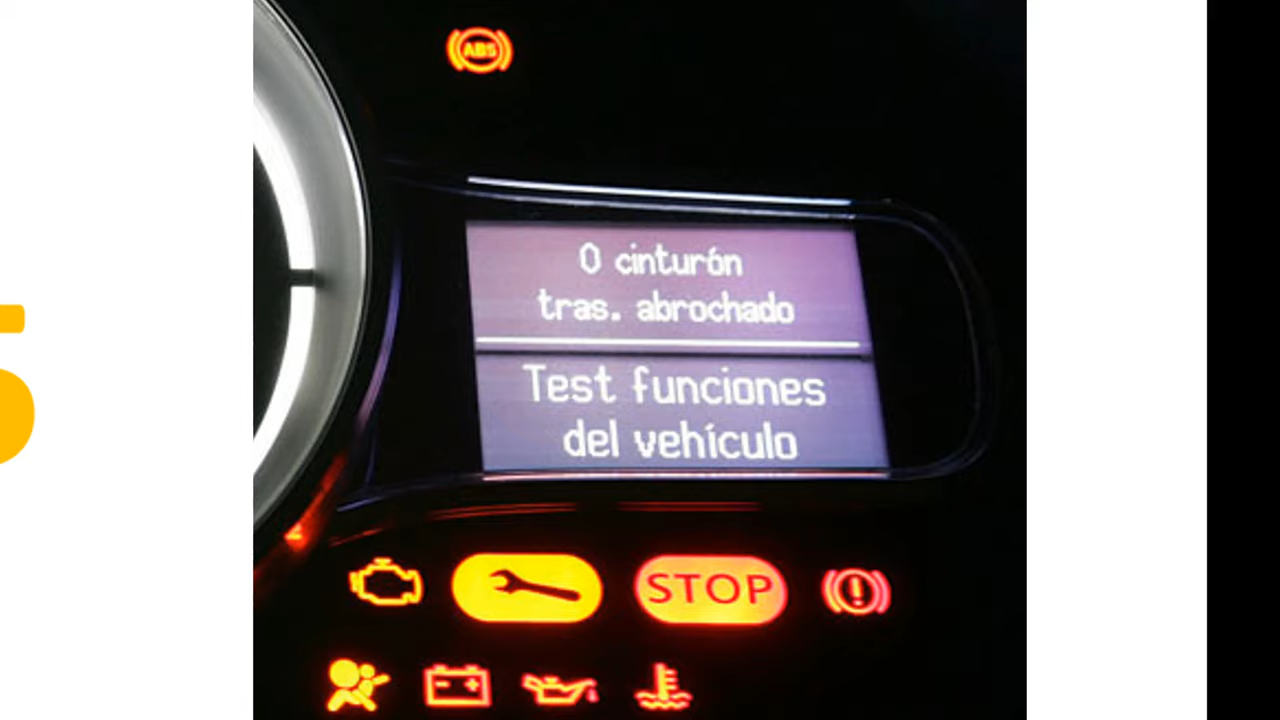 ABS
0 cinturón
tras. abrochado
Test funciones
del vehículo
STOP